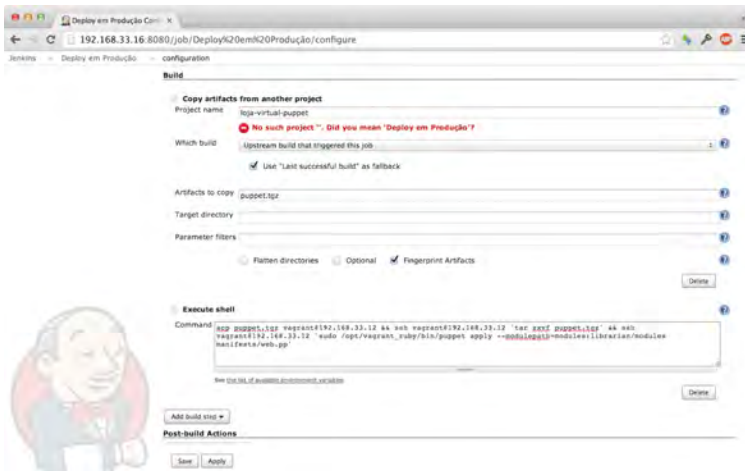 Deploy em Produção Con
192.168.33.16:8080/job/Deploy%20em%20Produção/configure
Jenkins Deploy em Produção configuration
Build
Copy artifacts from another project
Project name loja-virtual-puppet
No such project ''. Did you mean 'Deploy em Produção'?
Which build Upstream build that triggered this job
Use "Last successful build" as fallback
Artifacts to copy puppet.tgz
Target directory
Parameter filters
Flatten directories Optional Fingerprint Artifacts
Delete
Execute shell
Command scp puppet.tgz vagrant@192.168.33.12 && ssh vagrant@192.168.33.12 'tar zxvf puppet.tgz' && ssh
vagrant@192.168.33.12 'sudo /opt/vagrant_ruby/bin/puppet apply --modulepath=modules:librarian/modules
manifests/web.pp'
See the list of available environment variables
Delete
Add build step
Post-build Actions
Save Apply